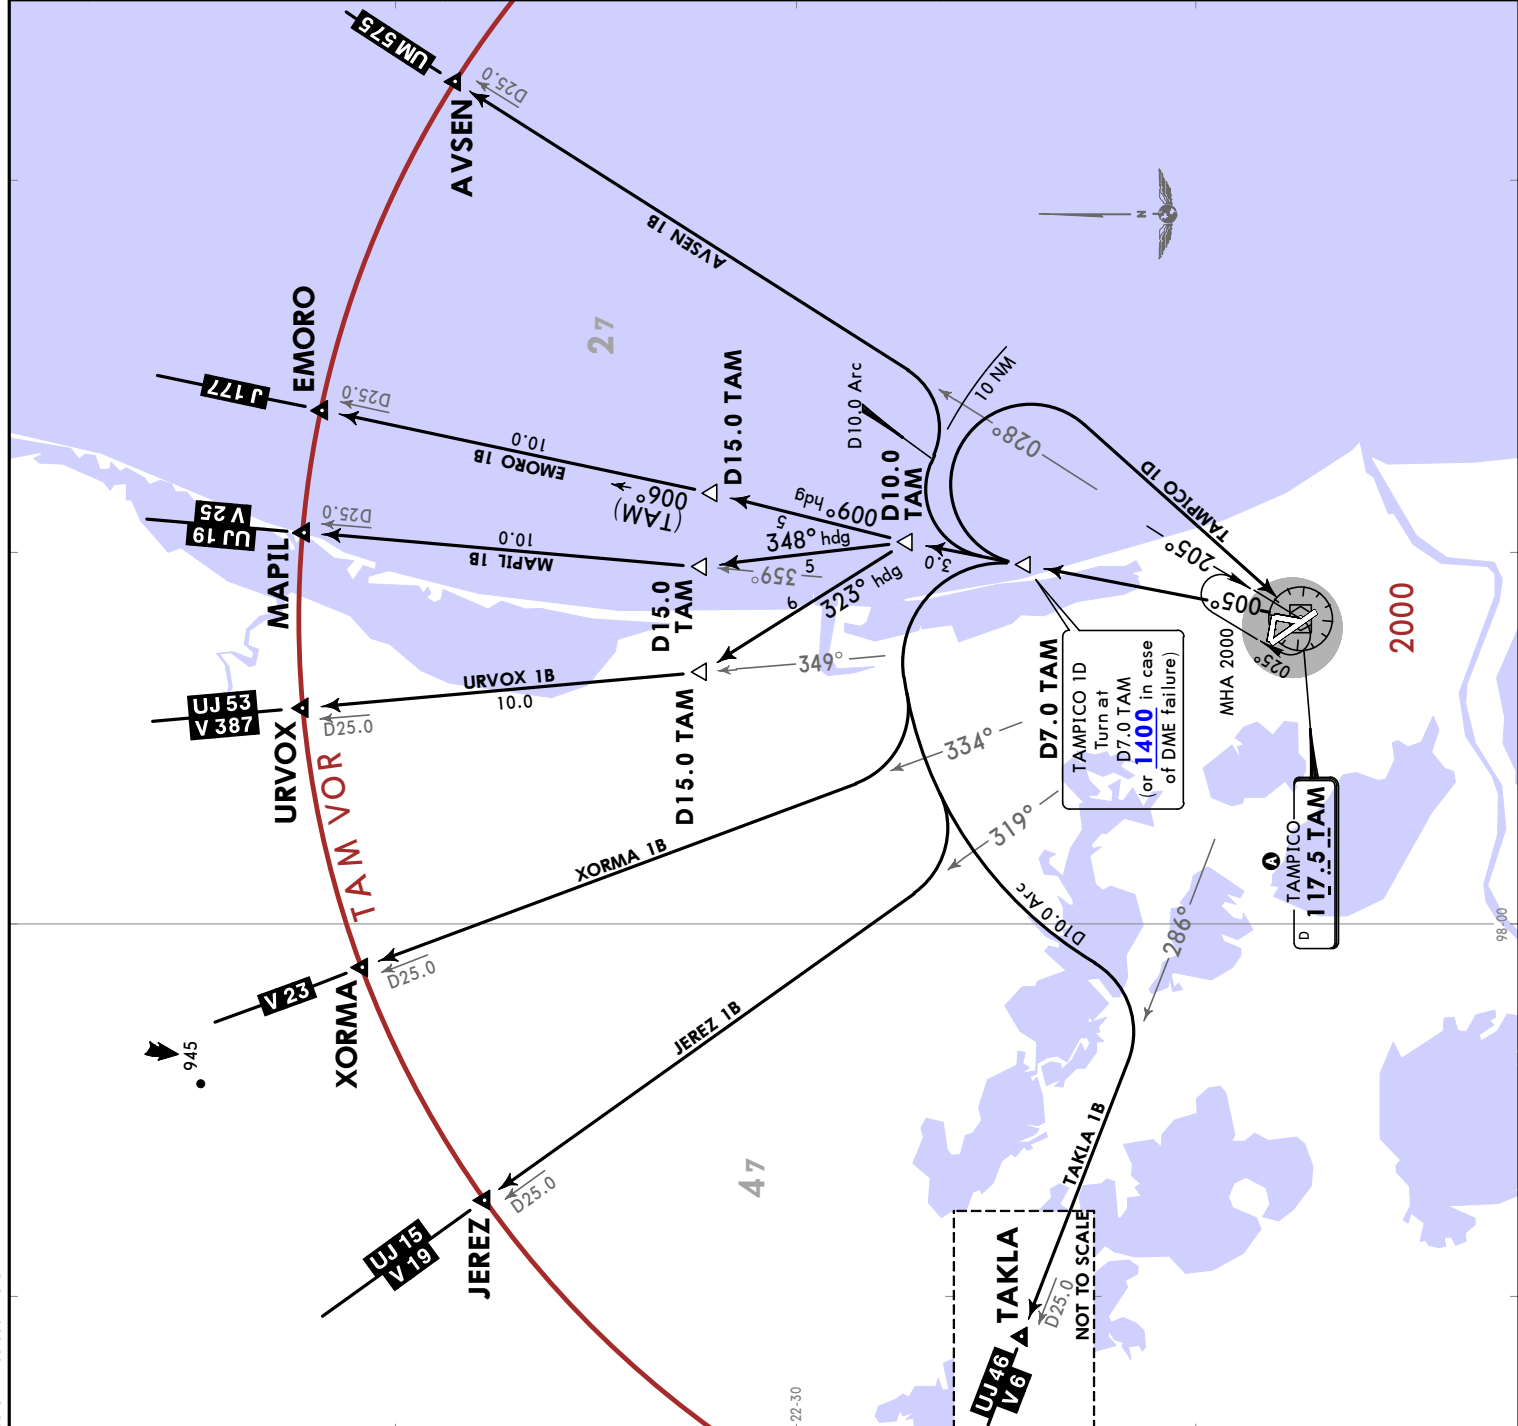 UM 575
D25.0
AVSEN
AVSEN 1B
N
27
EMORO
J 177
D25.0
10.0
EMORO 1B
D15.0 TAM
006°
(TAM)
D10.0 Arc
10 NM
028°
TAMPICO 1D
UJ 19
V 25
D25.0
MAPIL
10.0
MAPIL 1B
D15.0
TAM
009° hdg
5
348° hdg
5
359°
D10.0
TAM
3.0
323° hdg
6
205°
005°
025°
MHA 2000
2000
UJ 53
V 387
URVOX
D25.0
URVOX 1B
10.0
D15.0 TAM
349°
D7.0 TAM
TAMPICO 1D
Turn at
D7.0 TAM
(or 1400 in case
of DME failure)
TAM VOR
334°
319°
286°
D10.0 Arc
A
TAMPICO
D 117.5 TAM
98-00
V 23
XORMA
D25.0
XORMA 1B
945
UJ 15
V 19
JEREZ
D25.0
JEREZ 1B
47
TAKLA 1B
TAKLA
D25.0
NOT TO SCALE
UJ 46
V 6
22-30